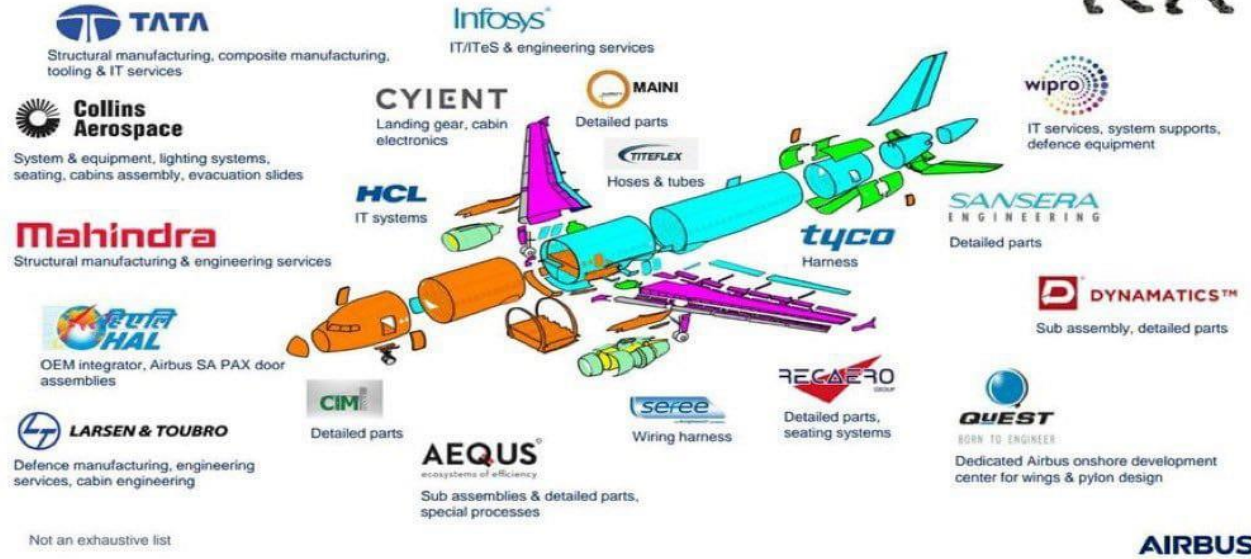 TATA
Structural manufacturing, composite manufacturing,
tooling & IT services
Infosys
IT/ITeS & engineering services
Collins
Aerospace
System & equipment, lighting systems,
seating, cabins assembly, evacuation slides
CYIENT
Landing gear, cabin
electronics
MAINI
Detailed parts
TITEFLEX
Hoses & tubes
wipro
IT services, system supports,
defence equipment
HCL
IT systems
Mahindra
Structural manufacturing & engineering services
SANSERA
ENGINEERING
Detailed parts
tyco
Harness
हिएलि
HAL
OEM integrator, Airbus SA PAX door
assemblies
DYNAMATICS™
Sub assembly, detailed parts
LARSEN & TOUBRO
Defence manufacturing, engineering
services, cabin engineering
CIM
Detailed parts
AEQUS
ecosystems of efficiency
Sub assemblies & detailed parts,
special processes
seree
Wiring harness
RECAERO
GROUP
Detailed parts,
seating systems
QUEST
BORN TO ENGINEER
Dedicated Airbus onshore development
center for wings & pylon design
Not an exhaustive list
AIRBUS